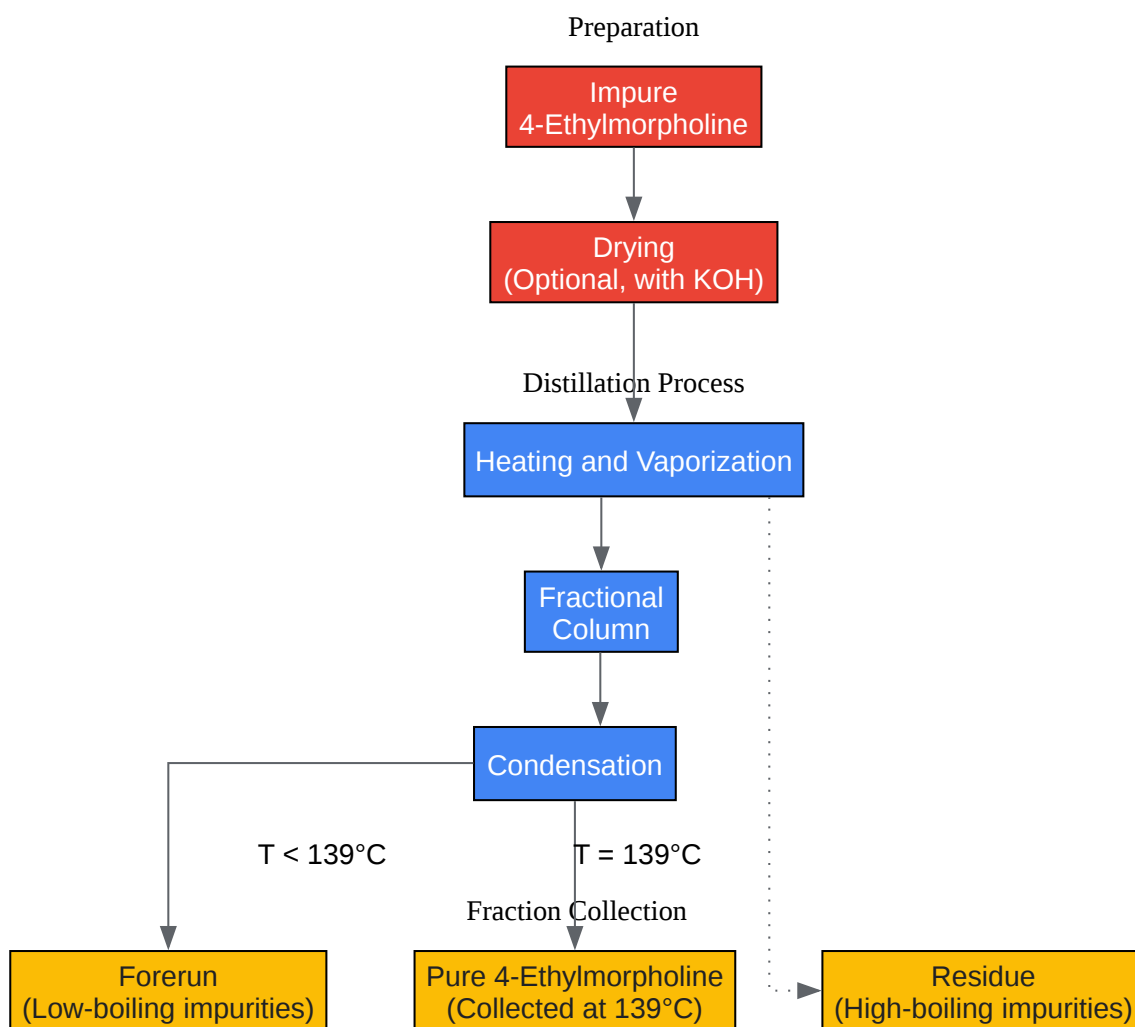 Preparation
Impure
4-Ethylmorpholine
Drying
(Optional, with KOH)
Distillation Process
Heating and Vaporization
Fractional
Column
Condensation
T < 139°C
T = 139°C
Fraction Collection
Forerun
(Low-boiling impurities)
Pure 4-Ethylmorpholine
(Collected at 139°C)
Residue
(High-boiling impurities)